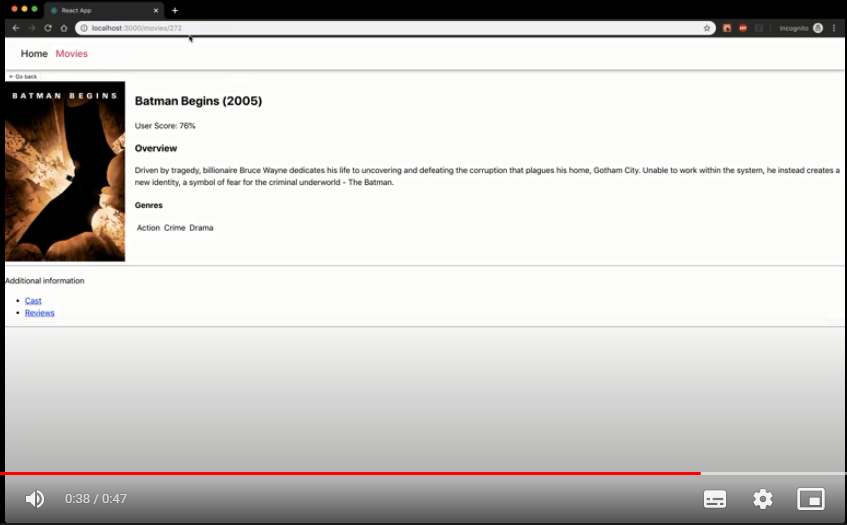 React App
localhost:3000/movies/272
Incognito
Home Movies
← Go back
BATMAN BEGINS
Batman Begins (2005)
User Score: 76%
Overview
Driven by tragedy, billionaire Bruce Wayne dedicates his life to uncovering and defeating the corruption that plagues his home, Gotham City. Unable to work within the system, he instead creates a
new identity, a symbol of fear for the criminal underworld - The Batman.
Genres
Action Crime Drama
Additional information
• Cast
• Reviews
0:38 / 0:47